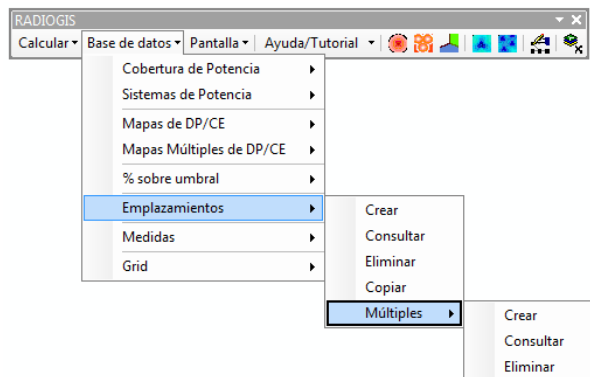 RADIOGIS
Calcular Base de datos Pantalla Ayuda/Tutorial
Cobertura de Potencia
Sistemas de Potencia
Mapas de DP/CE
Mapas Múltiples de DP/CE
% sobre umbral
Emplazamientos
Medidas
Grid
Crear
Consultar
Eliminar
Copiar
Múltiples
Crear
Consultar
Eliminar